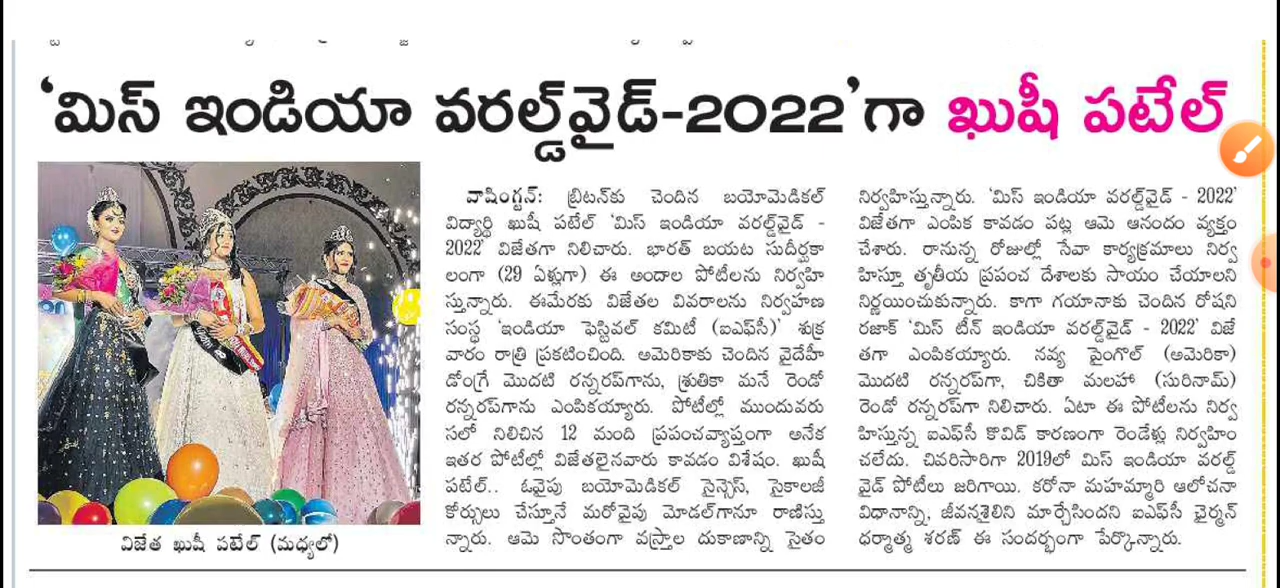 ‘మిస్ ఇండియా వరల్డ్‌వైడ్-2022’గా ఖుషీ పటేల్
వాషింగ్టన్: బ్రిటన్‌కు చెందిన బయోమెడికల్
విద్యార్థి ఖుషీ పటేల్ ‘మిస్ ఇండియా వరల్డ్‌వైడ్ -
2022’ విజేతగా నిలిచారు. భారత్ బయట సుదీర్ఘకా
లంగా (29 ఏళ్లుగా) ఈ అందాల పోటీలను నిర్వహి
స్తున్నారు. ఈమేరకు విజేతల వివరాలను నిర్వహణ
సంస్థ ‘ఇండియా ఫెస్టివల్ కమిటీ (ఐఎఫ్‌సీ)’ శుక్ర
వారం రాత్రి ప్రకటించింది. అమెరికాకు చెందిన వైదేహీ
డోంగ్రే మొదటి రన్నరప్‌గాను, శ్రుతికా మనే రెండో
రన్నరప్‌గాను ఎంపికయ్యారు. పోటీల్లో ముందువరు
సలో నిలిచిన 12 మంది ప్రపంచవ్యాప్తంగా అనేక
ఇతర పోటీల్లో విజేతలైనవారు కావడం విశేషం. ఖుషీ
పటేల్.. ఓవైపు బయోమెడికల్ సైన్సెస్, సైకాలజీ
కోర్సులు చేస్తూనే మరోవైపు మోడల్‌గానూ రాణిస్తు
న్నారు. ఆమె సొంతంగా వస్త్రాల దుకాణాన్ని సైతం
నిర్వహిస్తున్నారు. ‘మిస్ ఇండియా వరల్డ్‌వైడ్ - 2022’
విజేతగా ఎంపిక కావడం పట్ల ఆమె ఆనందం వ్యక్తం
చేశారు. రానున్న రోజుల్లో సేవా కార్యక్రమాలు నిర్వ
హిస్తూ తృతీయ ప్రపంచ దేశాలకు సాయం చేయాలని
నిర్ణయించుకున్నారు. కాగా గయానాకు చెందిన రోషని
రజాక్ ‘మిస్ టీన్ ఇండియా వరల్డ్‌వైడ్ - 2022’ విజే
తగా ఎంపికయ్యారు. నవ్య పైంగొల్ (అమెరికా)
మొదటి రన్నరప్‌గా, చికితా మలహా (సురినామ్)
రెండో రన్నరప్‌గా నిలిచారు. ఏటా ఈ పోటీలను నిర్వ
హిస్తున్న ఐఎఫ్‌సీ కొవిడ్ కారణంగా రెండేళ్లు నిర్వహిం
చలేదు. చివరిసారిగా 2019లో మిస్ ఇండియా వరల్డ్
వైడ్ పోటీలు జరిగాయి. కరోనా మహమ్మారి ఆలోచనా
విధానాన్ని, జీవనశైలిని మార్చేసిందని ఐఎఫ్‌సీ ఛైర్మన్
ధర్మాత్మ శరణ్ ఈ సందర్భంగా పేర్కొన్నారు.
విజేత ఖుషీ పటేల్ (మధ్యలో)